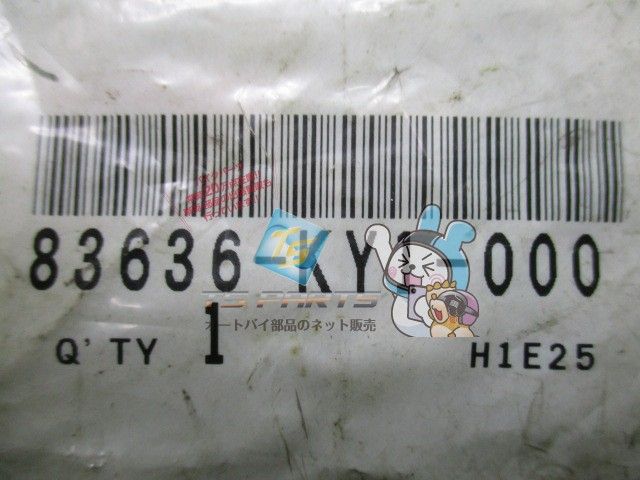 83636 KY 000
TS PARTS
オートバイ部品のネット販売
Q'TY 1 H1E25